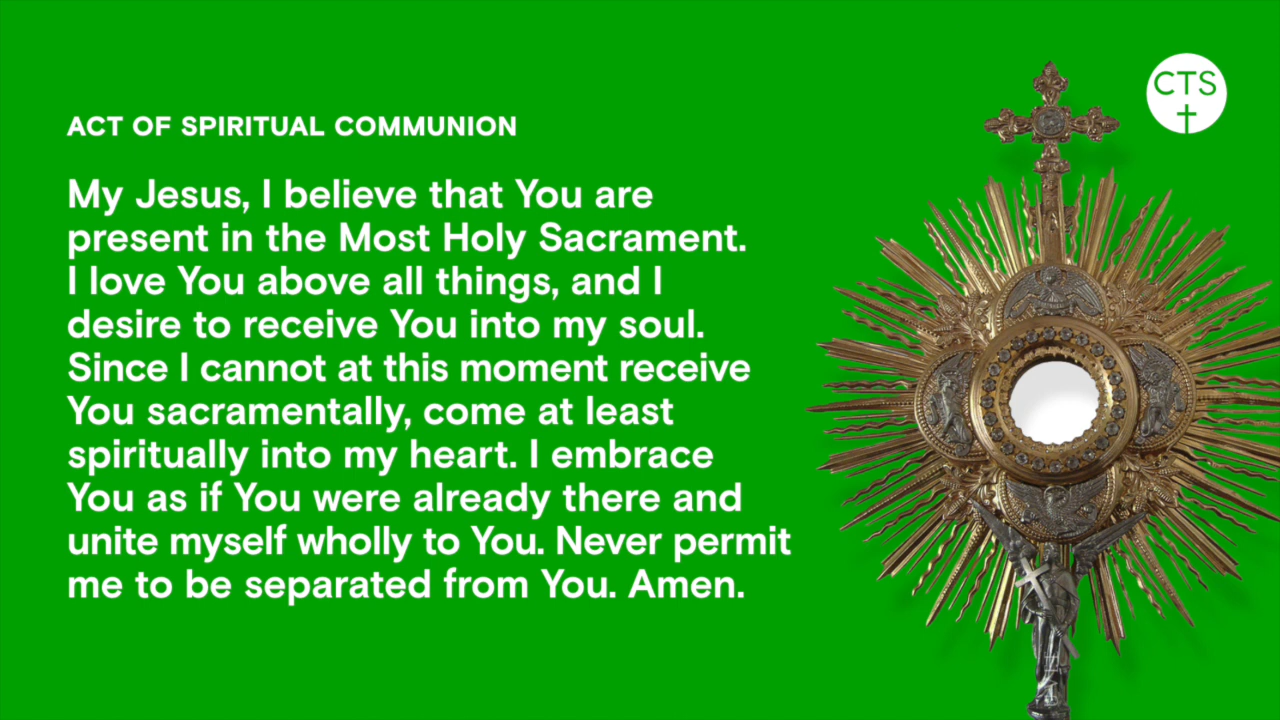 CTS
ACT OF SPIRITUAL COMMUNION
My Jesus, I believe that You are
present in the Most Holy Sacrament.
I love You above all things, and I
desire to receive You into my soul.
Since I cannot at this moment receive
You sacramentally, come at least
spiritually into my heart. I embrace
You as if You were already there and
unite myself wholly to You. Never permit
me to be separated from You. Amen.